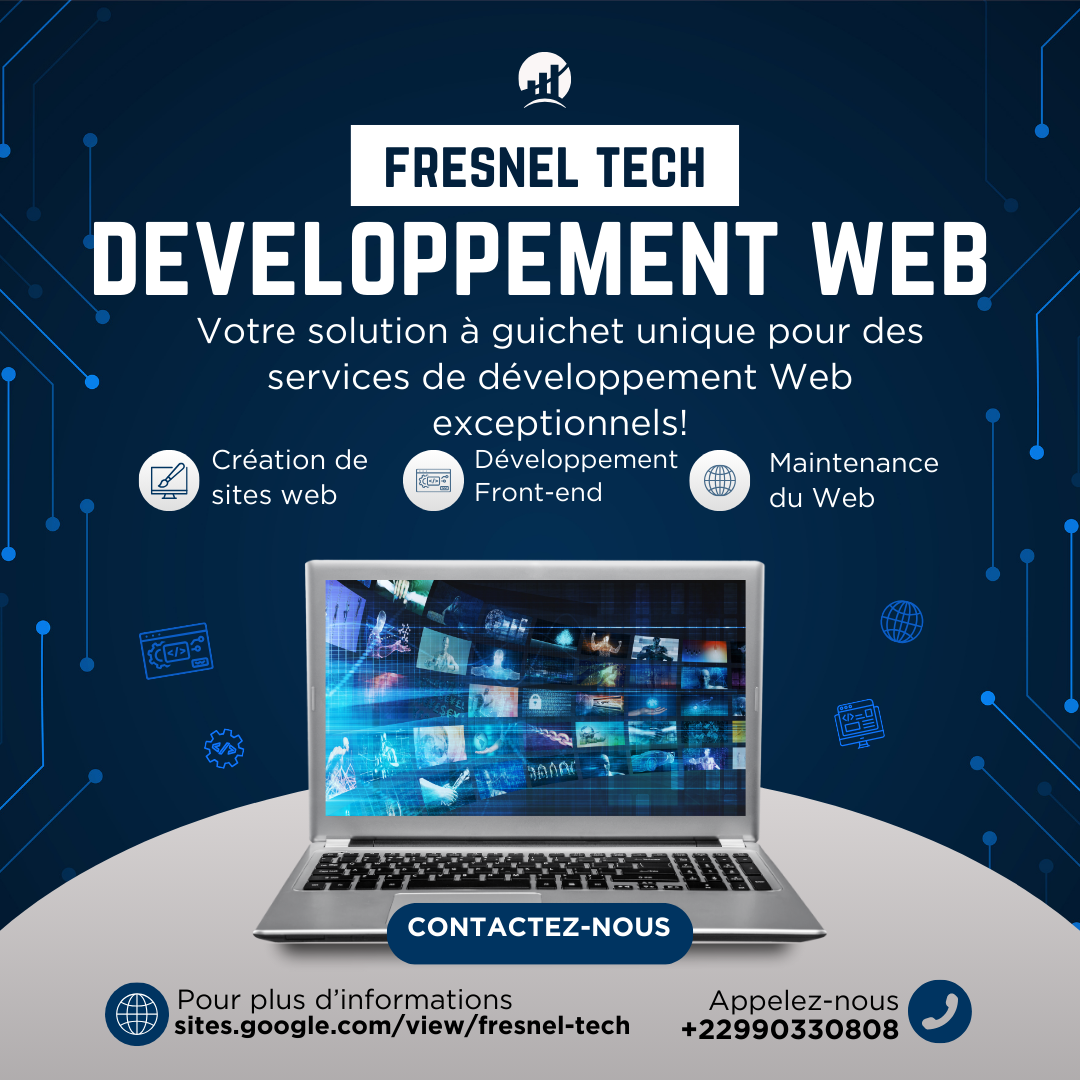 FRESNEL TECH
DEVELOPPEMENT WEB
Votre solution à guichet unique pour des
services de développement Web
exceptionnels!
Création de
sites web
Développement
Front-end
Maintenance
du Web
CONTACTEZ-NOUS
Pour plus d’informations
sites.google.com/view/fresnel-tech
Appelez-nous
+22990330808